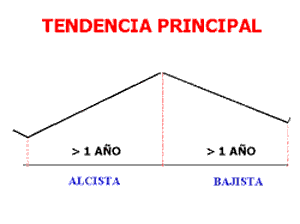 TENDENCIA PRINCIPAL
> 1 AÑO > 1 AÑO
ALCISTA BAJISTA